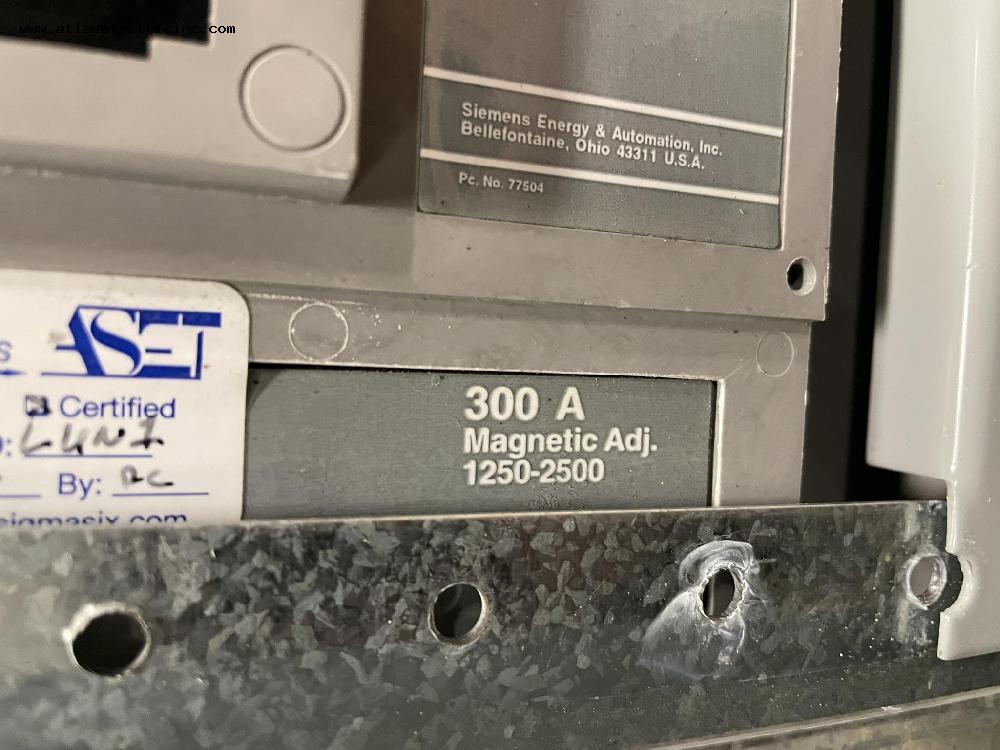 www.atlaselectricinc.com
Siemens Energy & Automation, Inc.
Bellefontaine, Ohio 43311 U.S.A.
Pc. No. 77504
ASET
Certified
By:
300 A
Magnetic Adj.
1250-2500